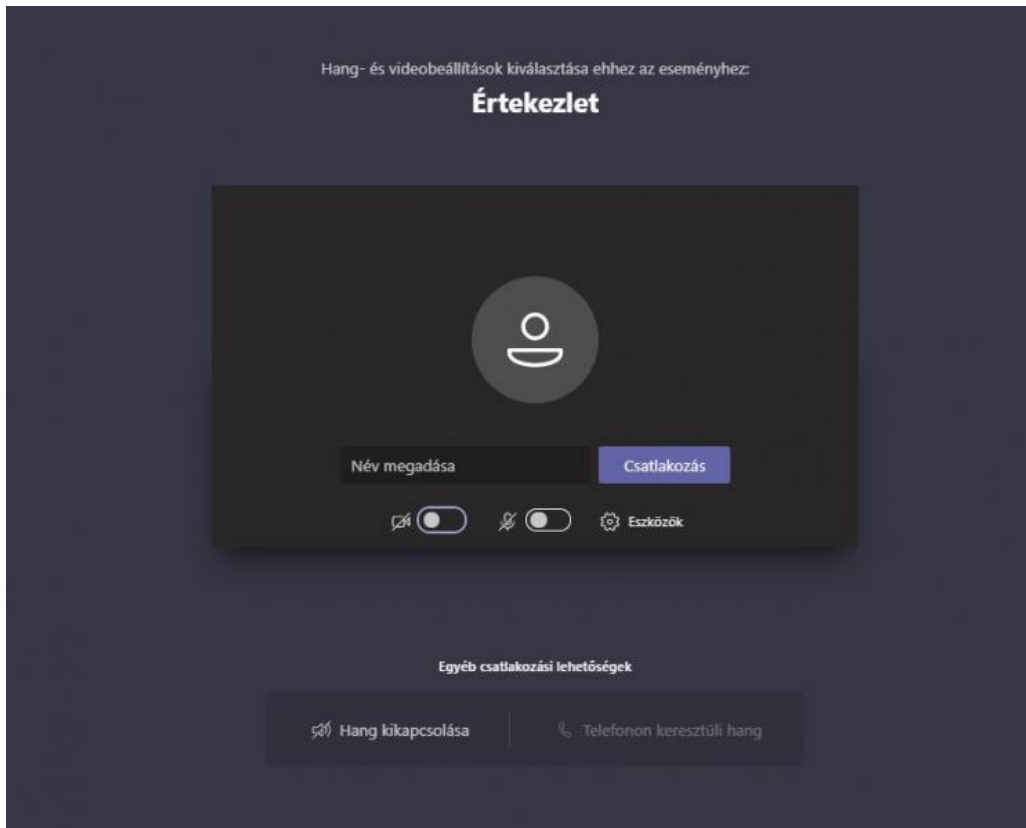 Hang- és videobeállítások kiválasztása ehhez az eseményhez:
Értekezlet
Név megadása
Csatlakozás
Eszközök
Egyéb csatlakozási lehetőségek
Hang kikapcsolása
Telefonon keresztüli hang